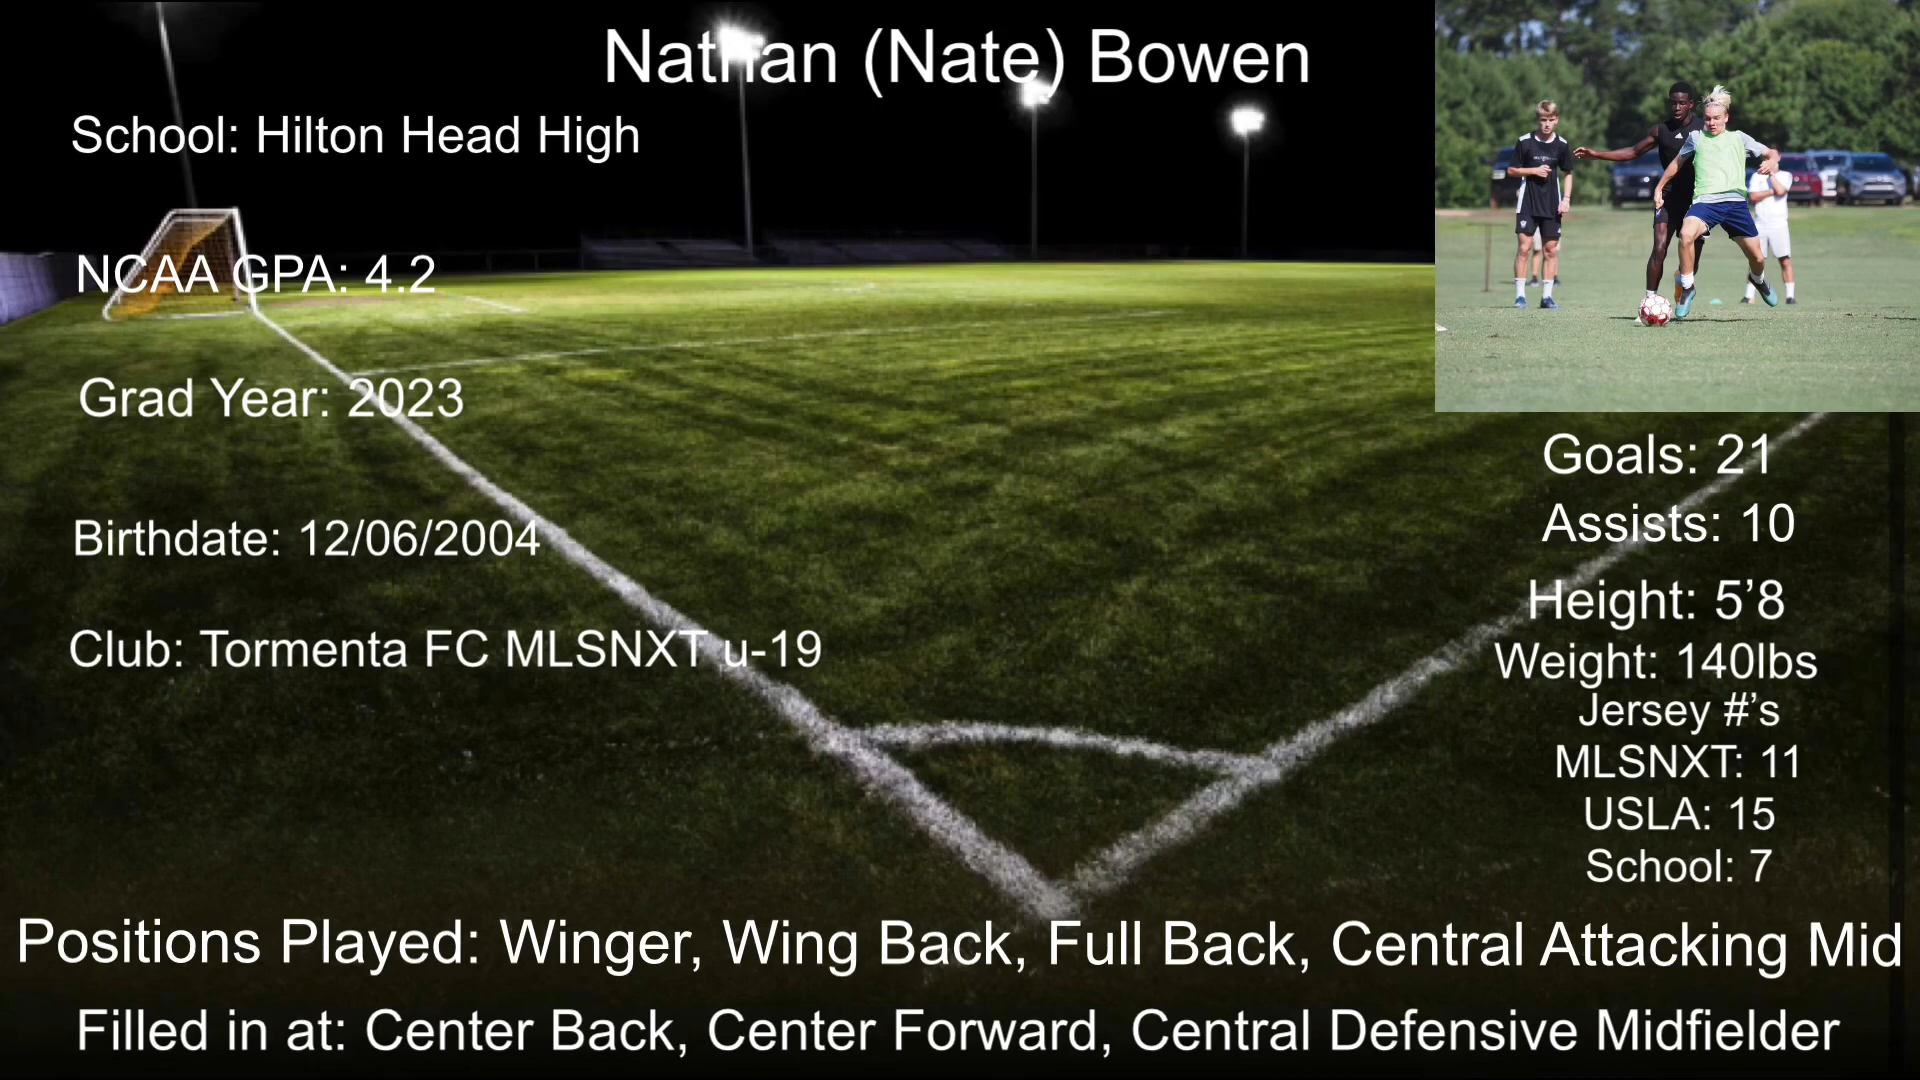 Nathan (Nate) Bowen
School: Hilton Head High
NCAA GPA: 4.2
Grad Year: 2023
Birthdate: 12/06/2004
Club: Tormenta FC MLSNXT u-19
Goals: 21
Assists: 10
Height: 5’8
Weight: 140lbs
Jersey #’s
MLSNXT: 11
USLA: 15
School: 7
Positions Played: Winger, Wing Back, Full Back, Central Attacking Mid
Filled in at: Center Back, Center Forward, Central Defensive Midfielder